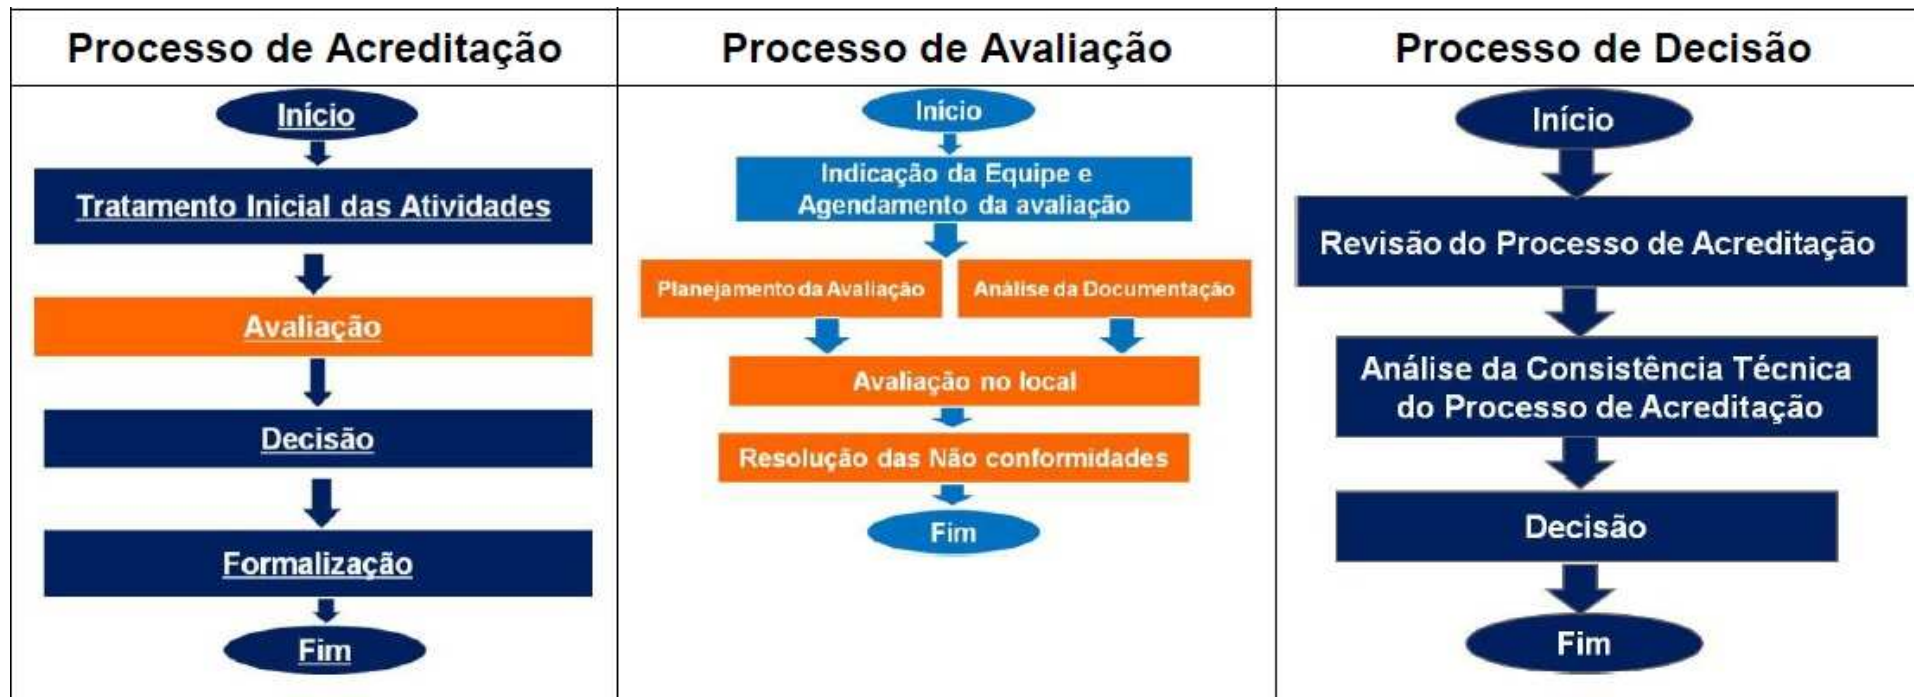 Processo de Acreditação
Início
Tratamento Inicial das Atividades
Avaliação
Decisão
Formalização
Fim
Processo de Avaliação
Início
Indicação da Equipe e
Agendamento da avaliação
Planejamento da Avaliação
Análise da Documentação
Avaliação no local
Resolução das Não conformidades
Fim
Processo de Decisão
Início
Revisão do Processo de Acreditação
Análise da Consistência Técnica
do Processo de Acreditação
Decisão
Fim